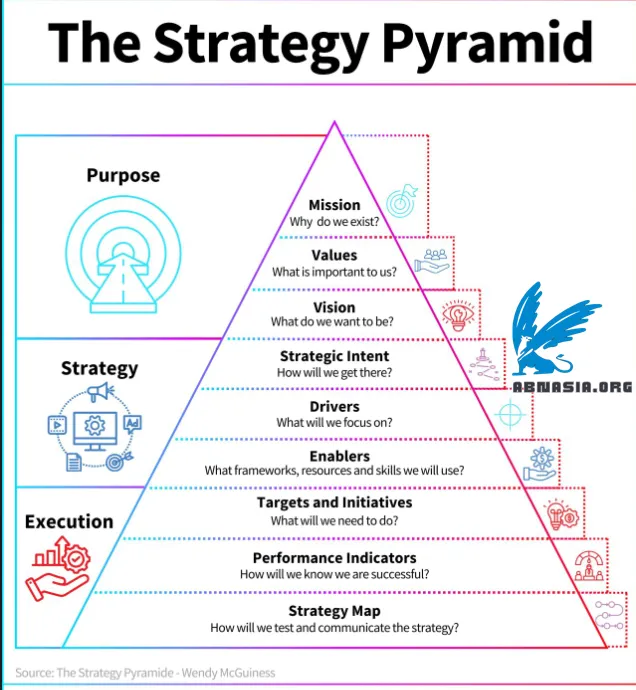 The Strategy Pyramid
Purpose
Mission
Why do we exist?
Values
What is important to us?
Vision
What do we want to be?
Strategy
Strategic Intent
How will we get there?
Drivers
What will we focus on?
Enablers
What frameworks, resources and skills we will use?
Execution
Targets and Initiatives
What will we need to do?
Performance Indicators
How will we know we are successful?
Strategy Map
How will we test and communicate the strategy?
Ad
ABNASIA.ORG
Source: The Strategy Pyramide - Wendy McGuiness